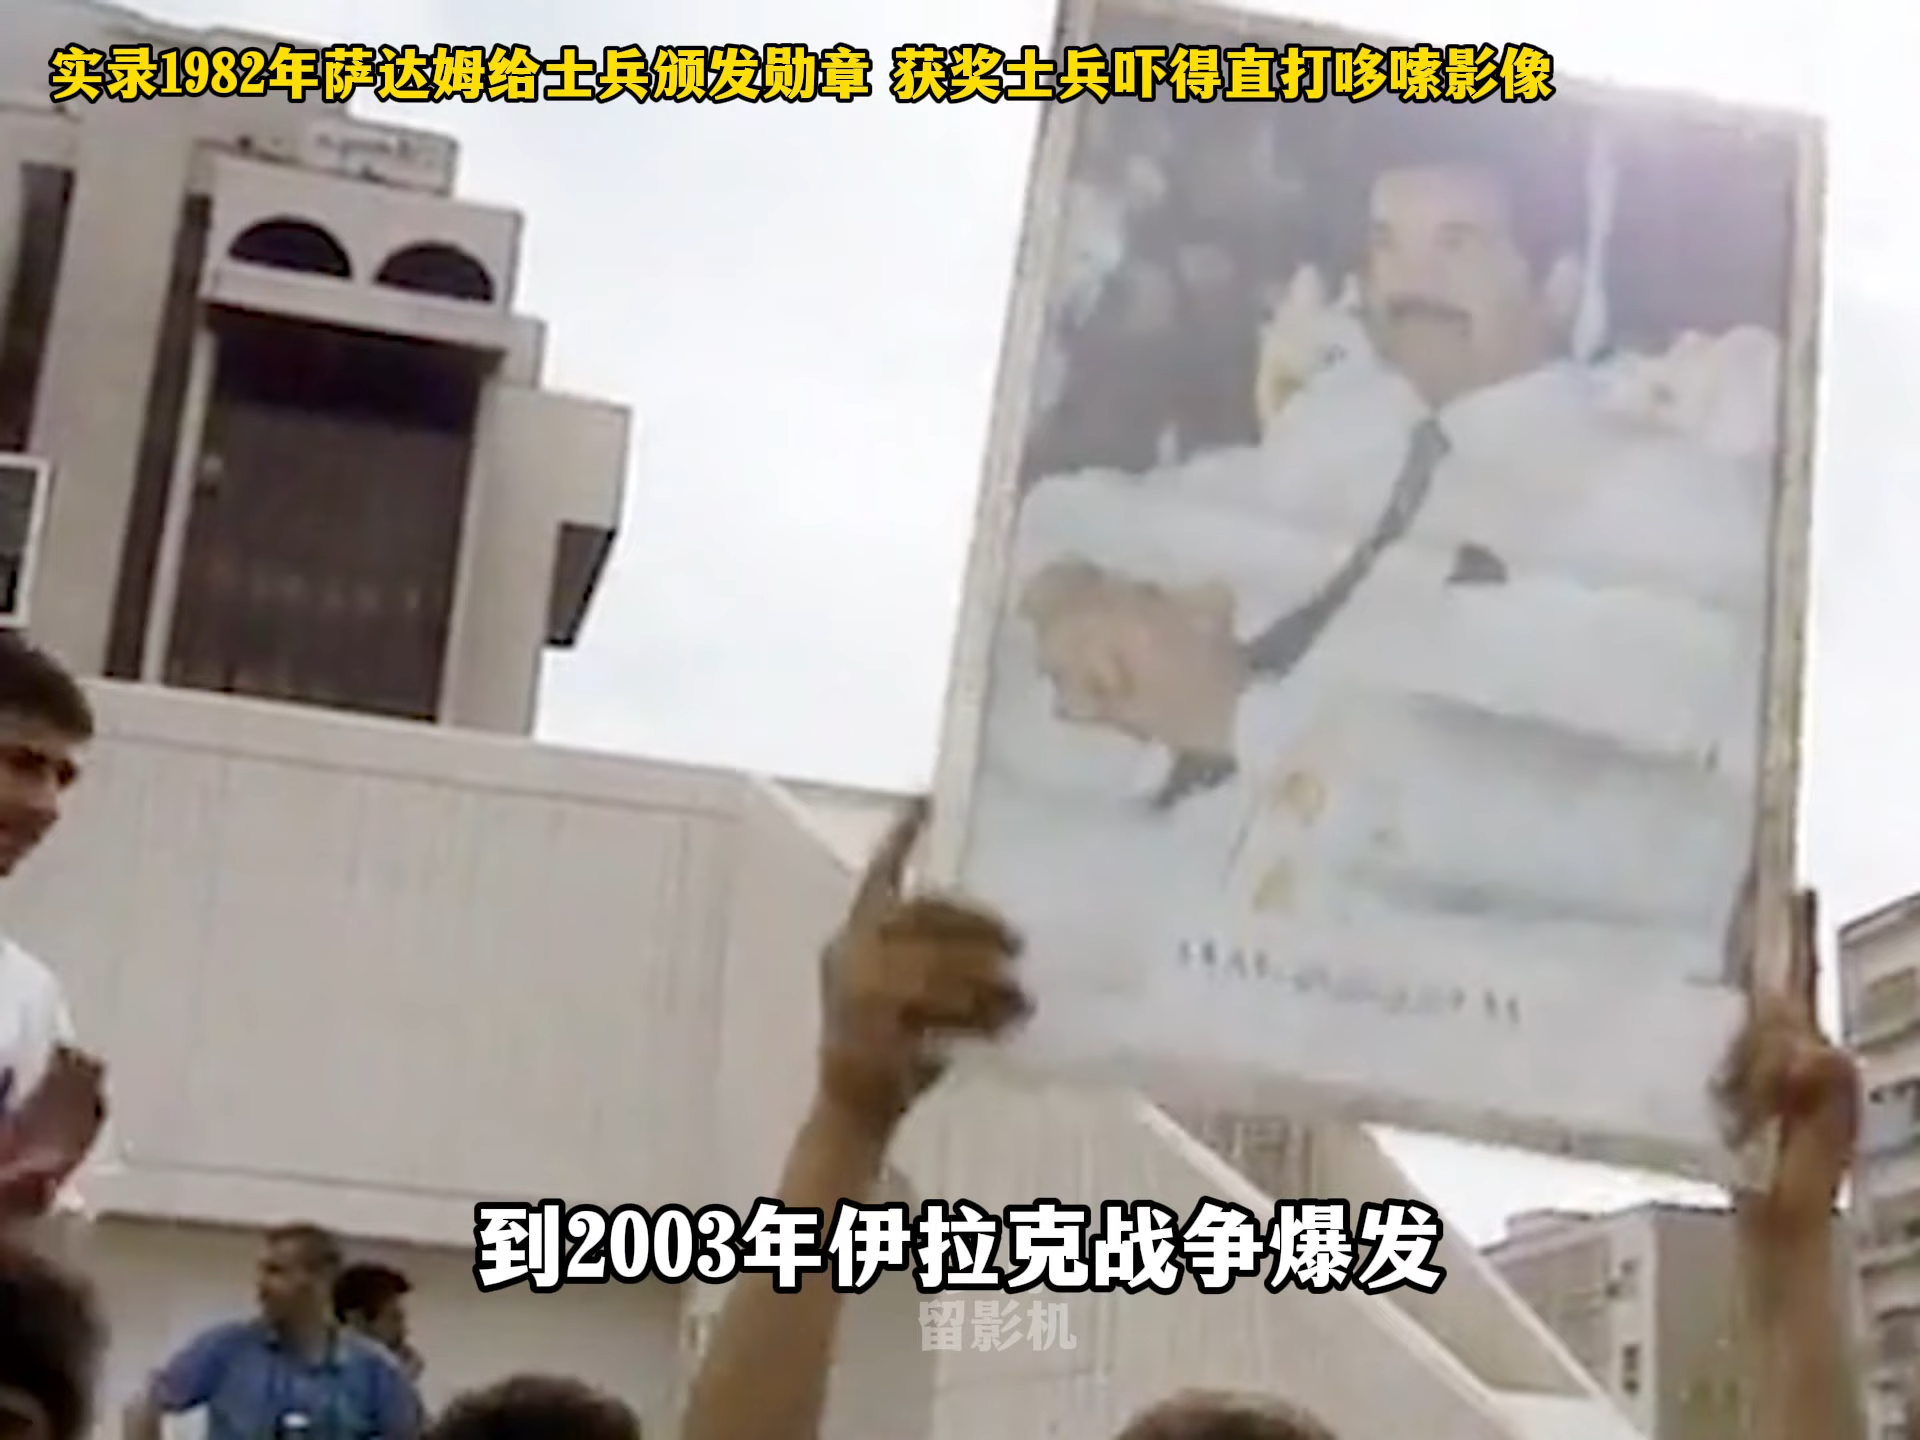 实录1982年萨达姆给士兵颁发勋章 获奖士兵吓得直打哆嗦影像
到2003年伊拉克战争爆发
留影机